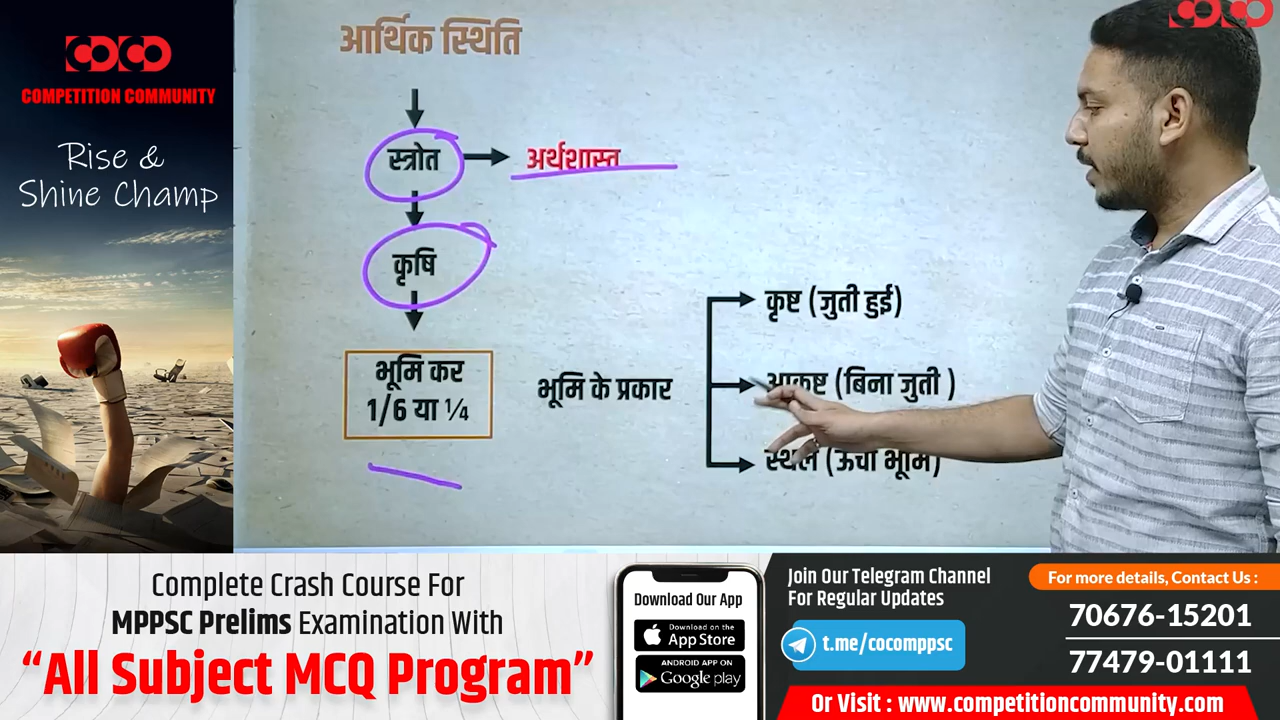 COCO
COMPETITION COMMUNITY
Rise &
Shine Champ
आर्थिक स्थिति
स्त्रोत
अर्थशास्त
कृषि
भूमि कर
1/6 या ¼
भूमि के प्रकार
कृष्ट (जुती हुई)
आकृष्ट (बिना जुती )
स्थल (ऊंची भूमि)
Complete Crash Course For
MPPSC Prelims Examination With
“All Subject MCQ Program”
Download Our App
Download on the
App Store
ANDROID APP ON
Google play
Join Our Telegram Channel
For Regular Updates
t.me/cocomppsc
For more details, Contact Us :
70676-15201
77479-01111
Or Visit : www.competitioncommunity.com